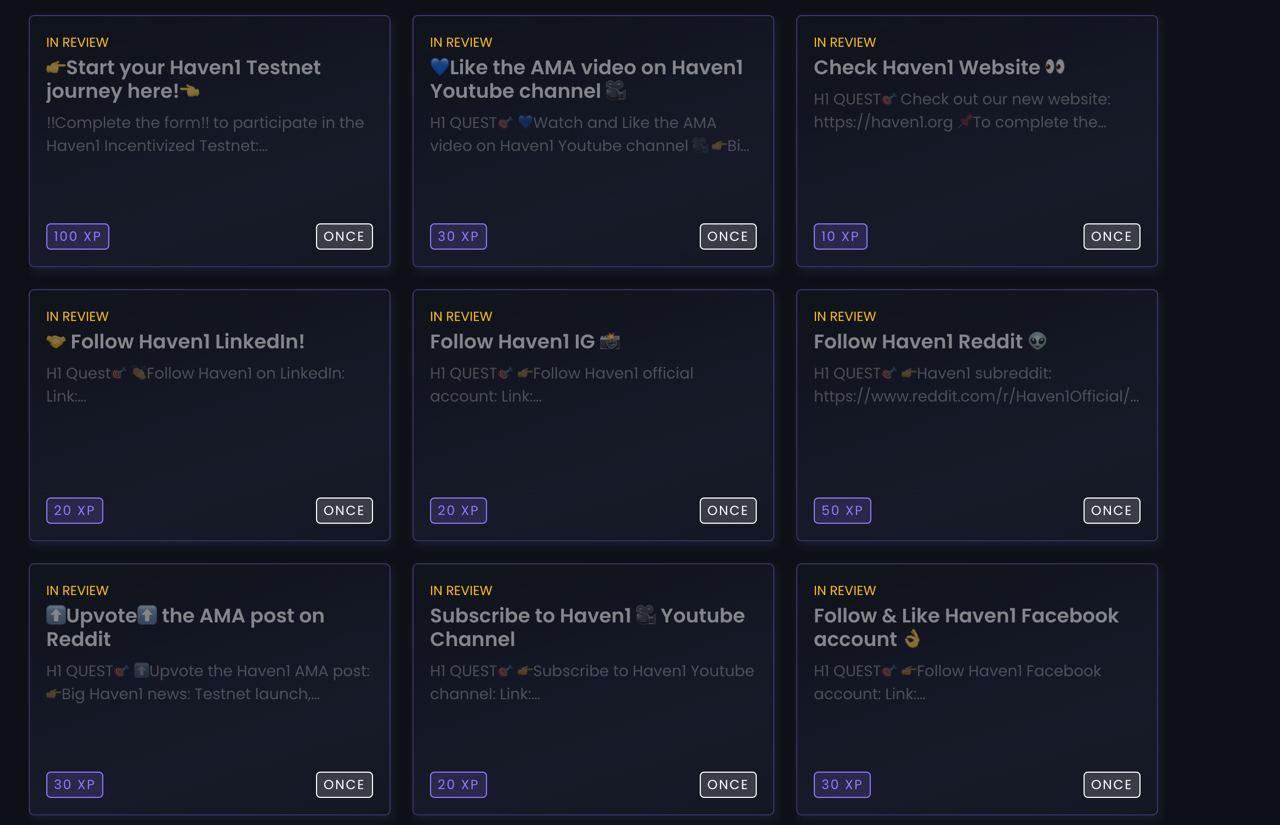 IN REVIEW
👉Start your Haven1 Testnet
journey here!👈
!!Complete the form!! to participate in the
Haven1 Incentivized Testnet:...
100 XP
ONCE
IN REVIEW
💙Like the AMA video on Haven1
Youtube channel 🎥
H1 QUEST🎯 💙Watch and Like the AMA
video on Haven1 Youtube channel 🎥 👉Bi...
30 XP
ONCE
IN REVIEW
Check Haven1 Website 👀
H1 QUEST🎯 Check out our new website:
https://haven1.org 📌To complete the...
10 XP
ONCE
IN REVIEW
🤝 Follow Haven1 LinkedIn!
H1 Quest🎯 👏Follow Haven1 on LinkedIn:
Link:...
20 XP
ONCE
IN REVIEW
Follow Haven1 IG 📸
H1 QUEST🎯 👉Follow Haven1 official
account: Link:...
20 XP
ONCE
IN REVIEW
Follow Haven1 Reddit 👽
H1 QUEST🎯 👉Haven1 subreddit:
https://www.reddit.com/r/Haven1Official/...
50 XP
ONCE
IN REVIEW
⬆️Upvote⬆️ the AMA post on
Reddit
H1 QUEST🎯 ⬆️Upvote the Haven1 AMA post:
👉Big Haven1 news: Testnet launch,...
30 XP
ONCE
IN REVIEW
Subscribe to Haven1 🎥 Youtube
Channel
H1 QUEST🎯 👉Subscribe to Haven1 Youtube
channel: Link:...
20 XP
ONCE
IN REVIEW
Follow & Like Haven1 Facebook
account 👌
H1 QUEST🎯 👉Follow Haven1 Facebook
account: Link:...
30 XP
ONCE